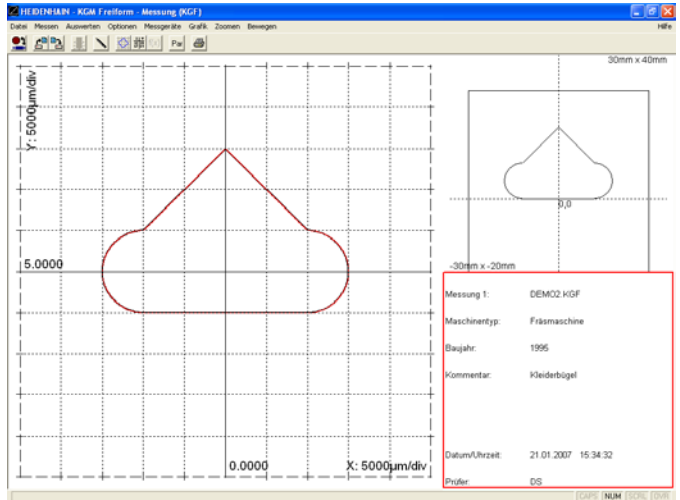 HEIDENHAIN - KGM Freiform - Messung (KGF)
Datei Messen Auswerten Optionen Messgeräte Grafik Zoomen Bewegen Hilfe
Par
30mm x 40mm
Y: 5000µm/div
0,0
5.0000
-30mm x -20mm
Messung 1: DEMO2.KGF
Maschinentyp: Fräsmaschine
Baujahr: 1995
Kommentar: Kleiderbügel
Datum/Uhrzeit: 21.01.2007 15:34:32
0.0000 X: 5000µm/div
Prüfer: DS
CAPS NUM SCRL OVR